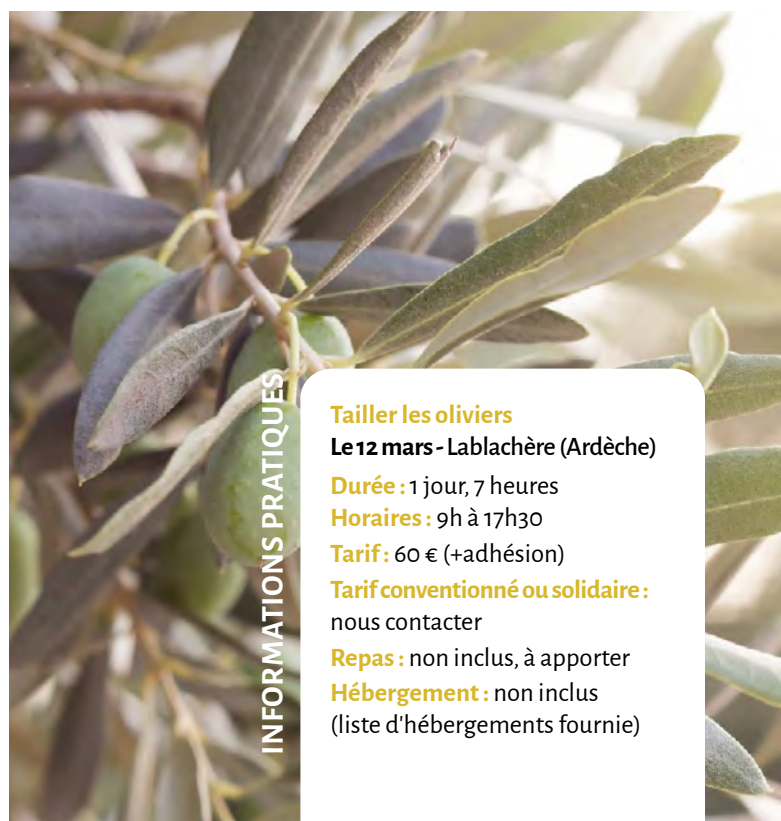 INFORMATIONS PRATIQUES
Tailler les oliviers
Le 12 mars - Lablachère (Ardèche)
Durée : 1 jour, 7 heures
Horaires : 9h à 17h30
Tarif : 60 € (+adhésion)
Tarif conventionné ou solidaire :
nous contacter
Repas : non inclus, à apporter
Hébergement : non inclus
(liste d'hébergements fournie)